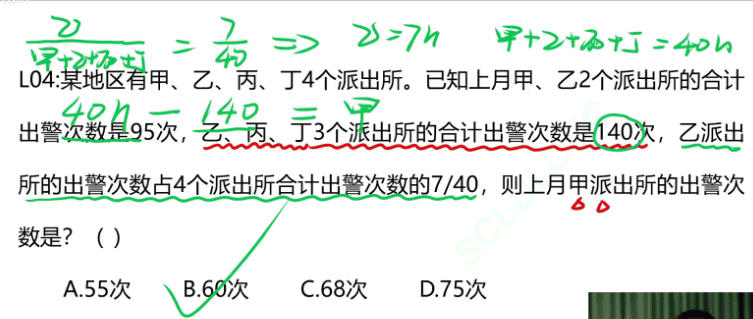 乙/甲+乙+丙+丁 = 7/40 => 乙=7n 甲+乙+丙+丁=40n
L04:某地区有甲、乙、丙、丁4个派出所。已知上月甲、乙2个派出所的合计
40n - 140 = 甲
出警次数是95次，乙、丙、丁3个派出所的合计出警次数是140次，乙派出
所的出警次数占4个派出所合计出警次数的7/40，则上月甲派出所的出警次
数是？（ ）
A.55次 B.60次 C.68次 D.75次